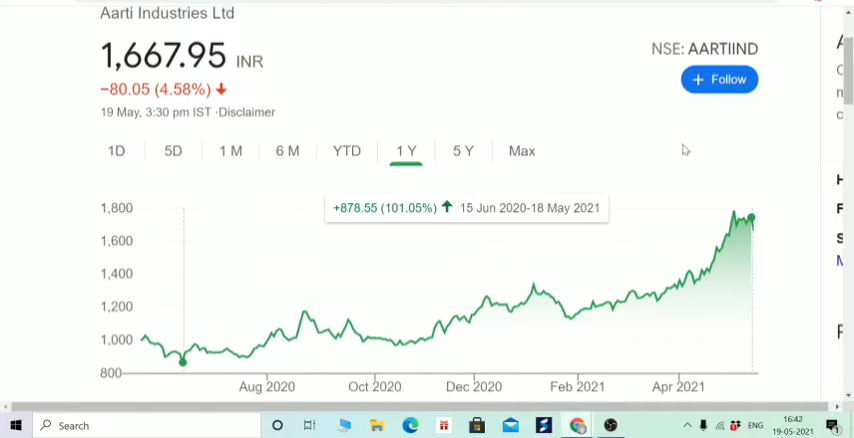 Aarti Industries Ltd
1,667.95 INR
NSE: AARTIIND
−80.05 (4.58%)
+ Follow
19 May, 3:30 pm IST ·Disclaimer
1D 5D 1 M 6 M YTD 1 Y 5 Y Max
+878.55 (101.05%) 15 Jun 2020-18 May 2021
1,800
1,600
1,400
1,200
1,000
800
Aug 2020 Oct 2020 Dec 2020 Feb 2021 Apr 2021
Search
ENG
16:42
19-05-2021
1